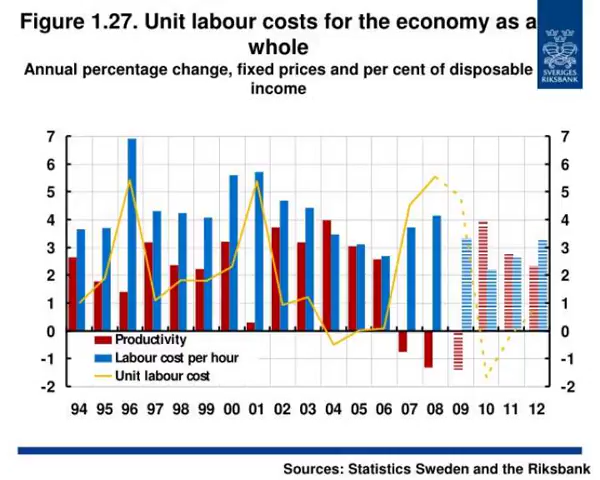 Figure 1.27. Unit labour costs for the economy as a
whole
Annual percentage change, fixed prices and per cent of disposable
income
SVERIGES
RIKSBANK
7 7
6 6
5 5
4 4
3 3
2 2
1 1
0 0
-1 -1
-2 -2
Productivity
Labour cost per hour
Unit labour cost
94 95 96 97 98 99 00 01 02 03 04 05 06 07 08 09 10 11 12
Sources: Statistics Sweden and the Riksbank